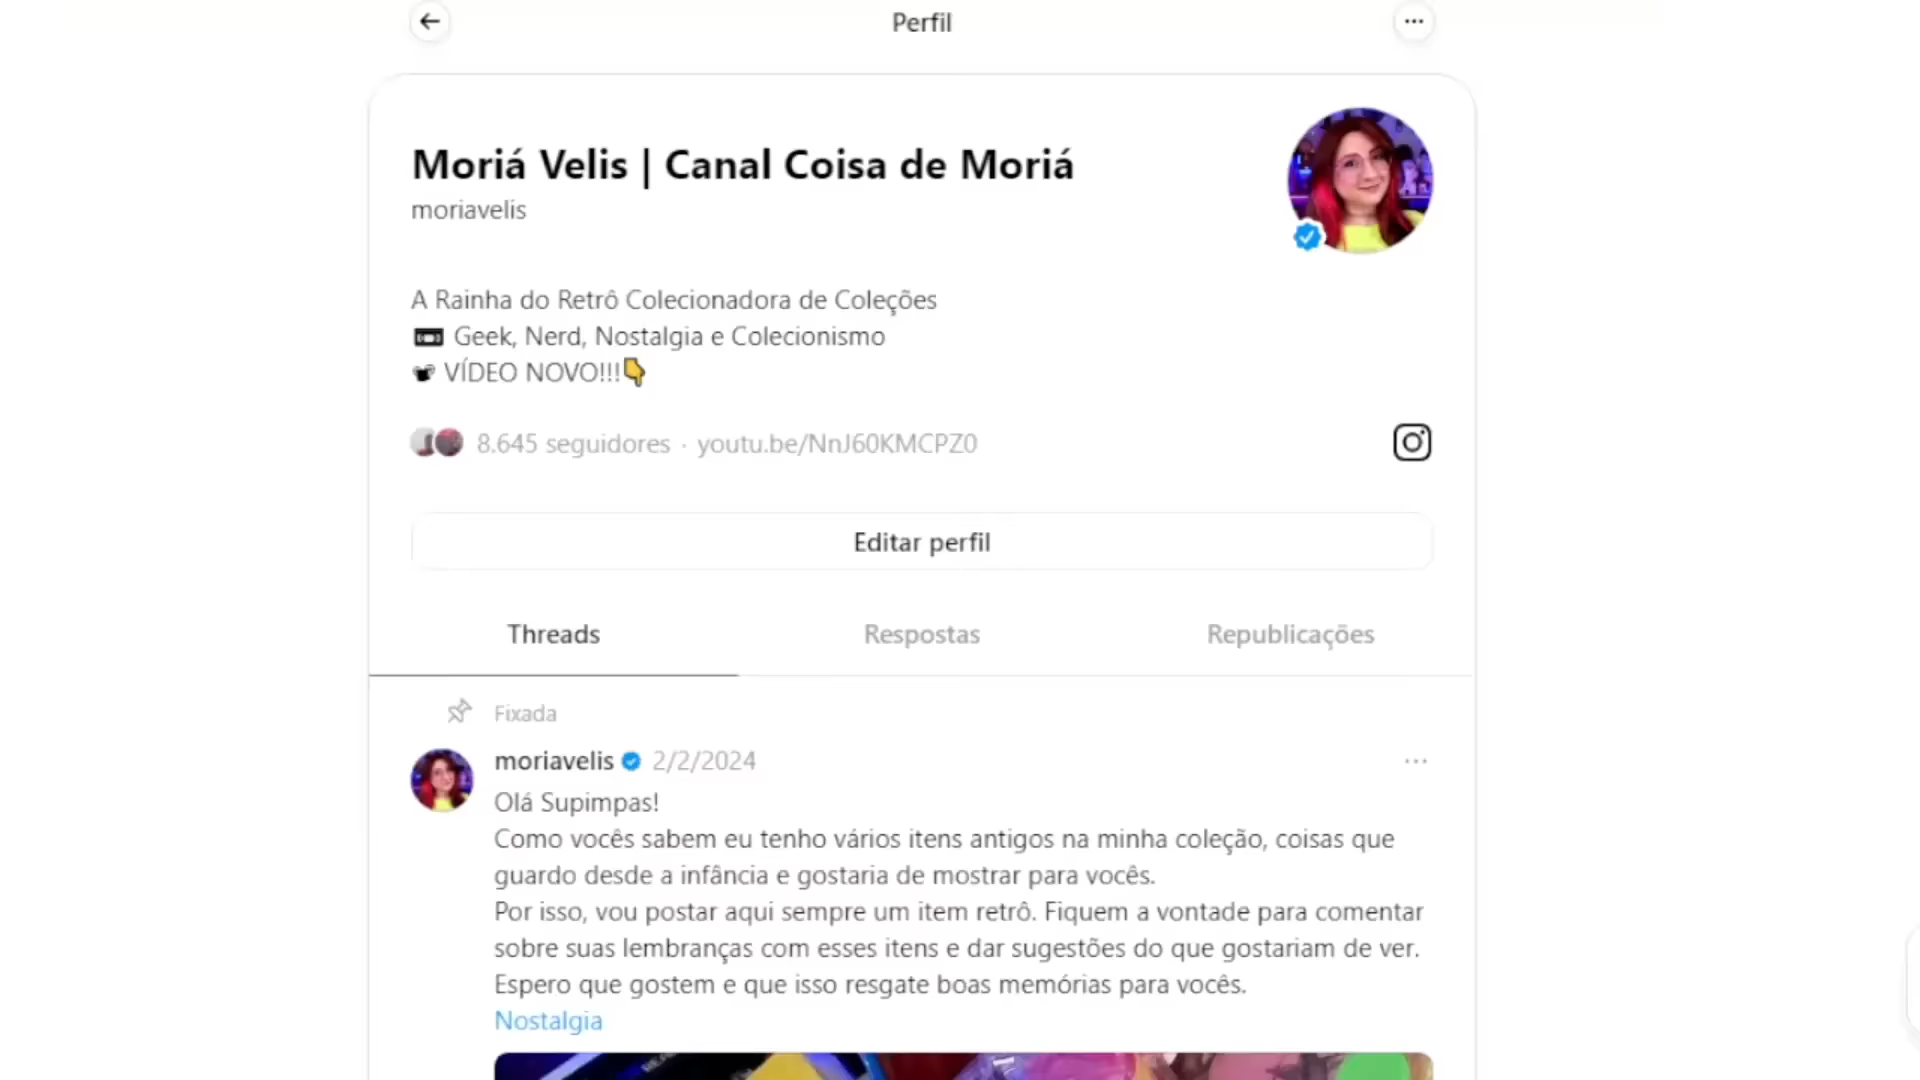 Perfil
Moriá Velis | Canal Coisa de Moriá
moriavelis
A Rainha do Retrô Colecionadora de Coleções
Geek, Nerd, Nostalgia e Colecionismo
VÍDEO NOVO!!!
8.645 seguidores · youtu.be/NnJ60KMCPZ0
Editar perfil
Threads Respostas Republicações
Fixada
moriavelis 2/2/2024
Olá Supimpas!
Como vocês sabem eu tenho vários itens antigos na minha coleção, coisas que
guardo desde a infância e gostaria de mostrar para vocês.
Por isso, vou postar aqui sempre um item retrô. Fiquem a vontade para comentar
sobre suas lembranças com esses itens e dar sugestões do que gostariam de ver.
Espero que gostem e que isso resgate boas memórias para vocês.
Nostalgia